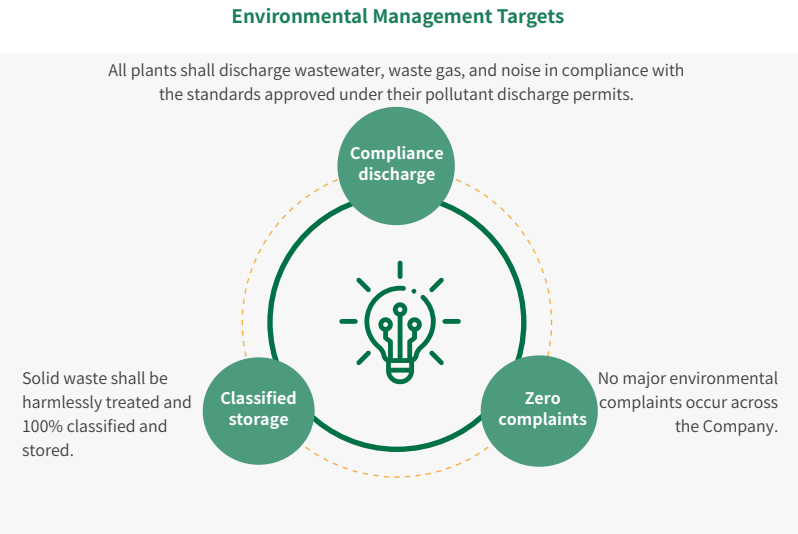 Environmental Management Targets
All plants shall discharge wastewater, waste gas, and noise in compliance with
the standards approved under their pollutant discharge permits.
Compliance
discharge
Solid waste shall be
harmlessly treated and
100% classified and
stored.
Classified
storage
Zero
complaints
No major environmental
complaints occur across
the Company.